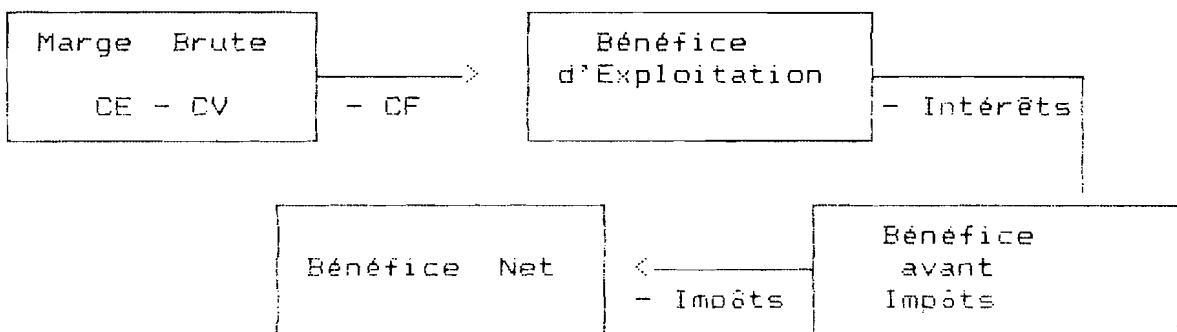 Marge Brute
CE - CV
- CF
Bénéfice
d'Exploitation
- Intérêts
Bénéfice
avant
Impôts
- Impôts
Bénéfice Net